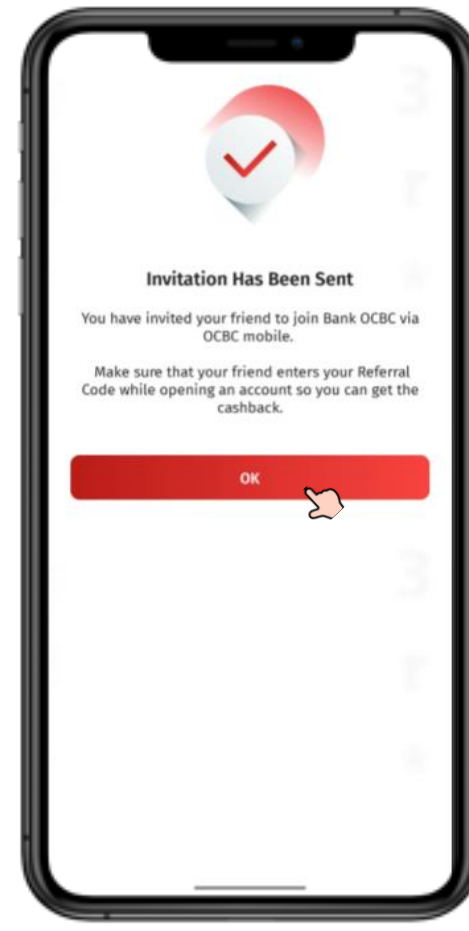 Invitation Has Been Sent
You have invited your friend to join Bank OCBC via
OCBC mobile.
Make sure that your friend enters your Referral
Code while opening an account so you can get the
cashback.
OK